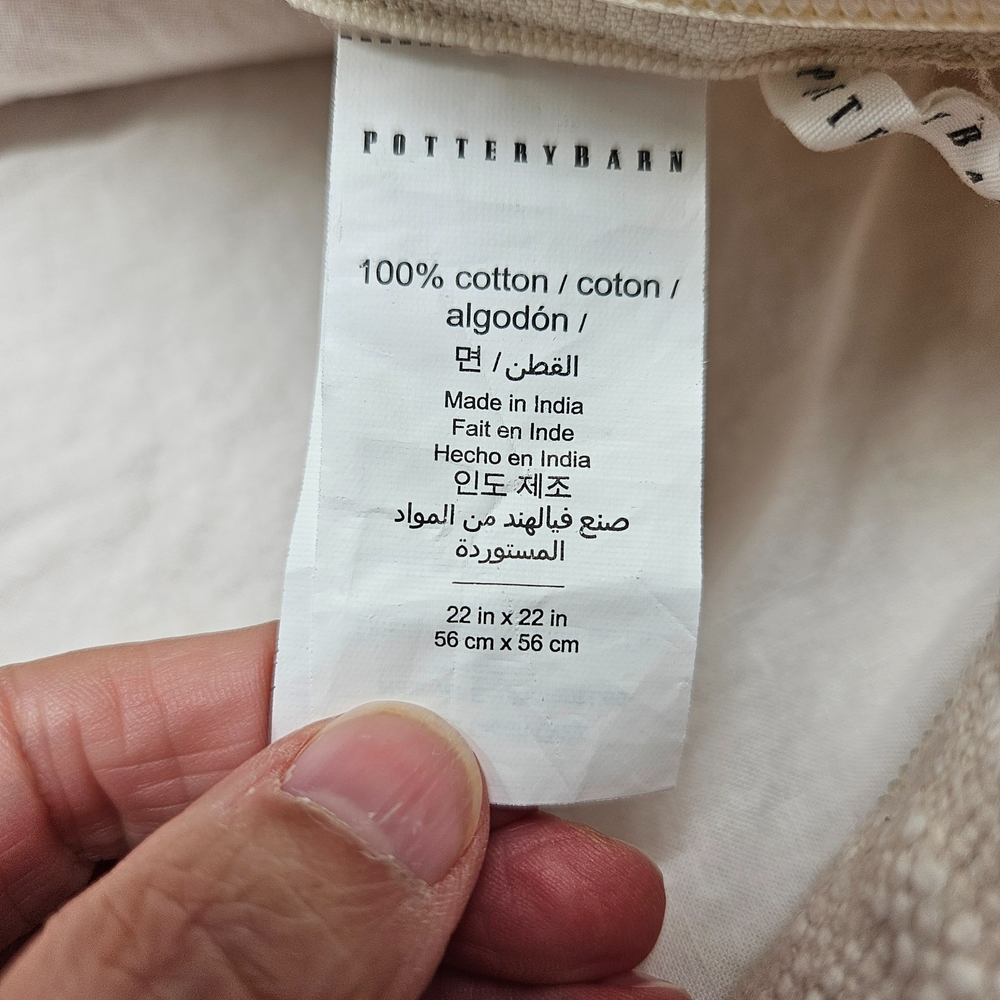 POTTERYBARN
100% cotton / coton /
algodón /
면 / القطن
Made in India
Fait en Inde
Hecho en India
인도 제조
صنع فيالهند من المواد
المستوردة
22 in x 22 in
56 cm x 56 cm